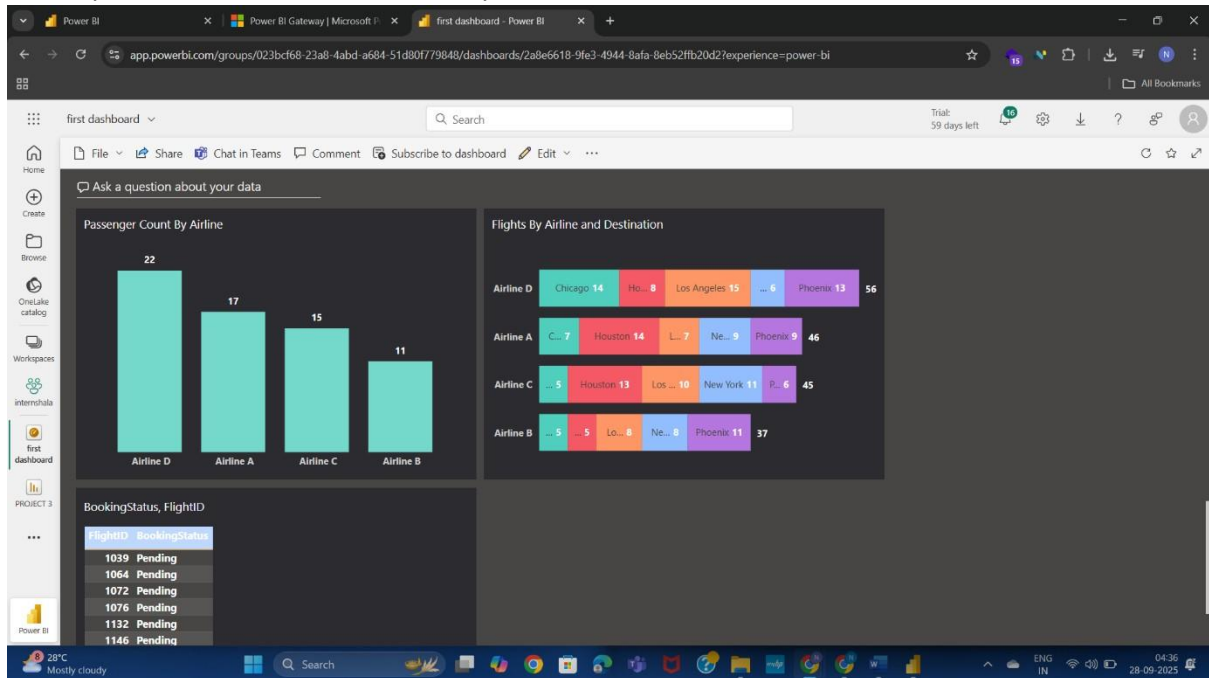 Power BI
Power BI Gateway | Microsoft P
first dashboard - Power BI
app.powerbi.com/groups/023bcf68-23a8-4abd-a684-51d80f779848/dashboards/2a8e6618-9fe3-4944-8afa-8eb52ffb20d2?experience=power-bi
15
N
All Bookmarks
first dashboard
Search
Trial:
59 days left
16
File
Share
Chat in Teams
Comment
Subscribe to dashboard
Edit
Home
Create
Browse
OneLake
catalog
Workspaces
internshala
first
dashboard
PROJECT 3
Power BI
Ask a question about your data
Passenger Count By Airline
22
17
15
11
Airline D Airline A Airline C Airline B
Flights By Airline and Destination
Airline D Chicago 14 Ho... 8 Los Angeles 15 ... 6 Phoenix 13 56
Airline A C... 7 Houston 14 L... 7 Ne... 9 Phoenix 9 46
Airline C ... 5 Houston 13 Los ... 10 New York 11 P... 6 45
Airline B ... 5 ... 5 Lo... 8 Ne... 8 Phoenix 11 37
BookingStatus, FlightID
FlightID BookingStatus
1039 Pending
1064 Pending
1072 Pending
1076 Pending
1132 Pending
1146 Pending
8
28°C
Mostly cloudy
Search
ENG
IN
04:36
28-09-2025